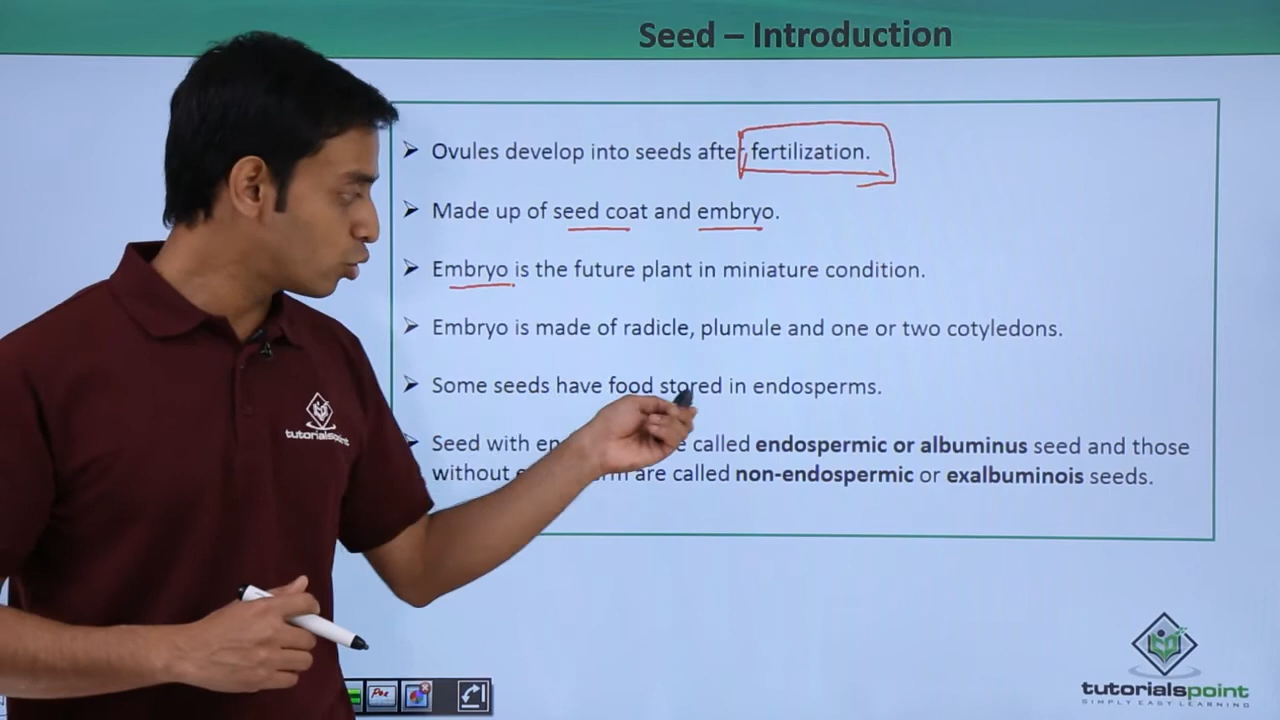 Seed – Introduction
Ovules develop into seeds after fertilization.
Made up of seed coat and embryo.
Embryo is the future plant in miniature condition.
Embryo is made of radicle, plumule and one or two cotyledons.
Some seeds have food stored in endosperms.
Seed with called endospermic or albuminus seed and those
without are called non-endospermic or exalbuminois seeds.
tutorialspoint
Pen
tutorialspoint
SIMPLY EASY LEARNING